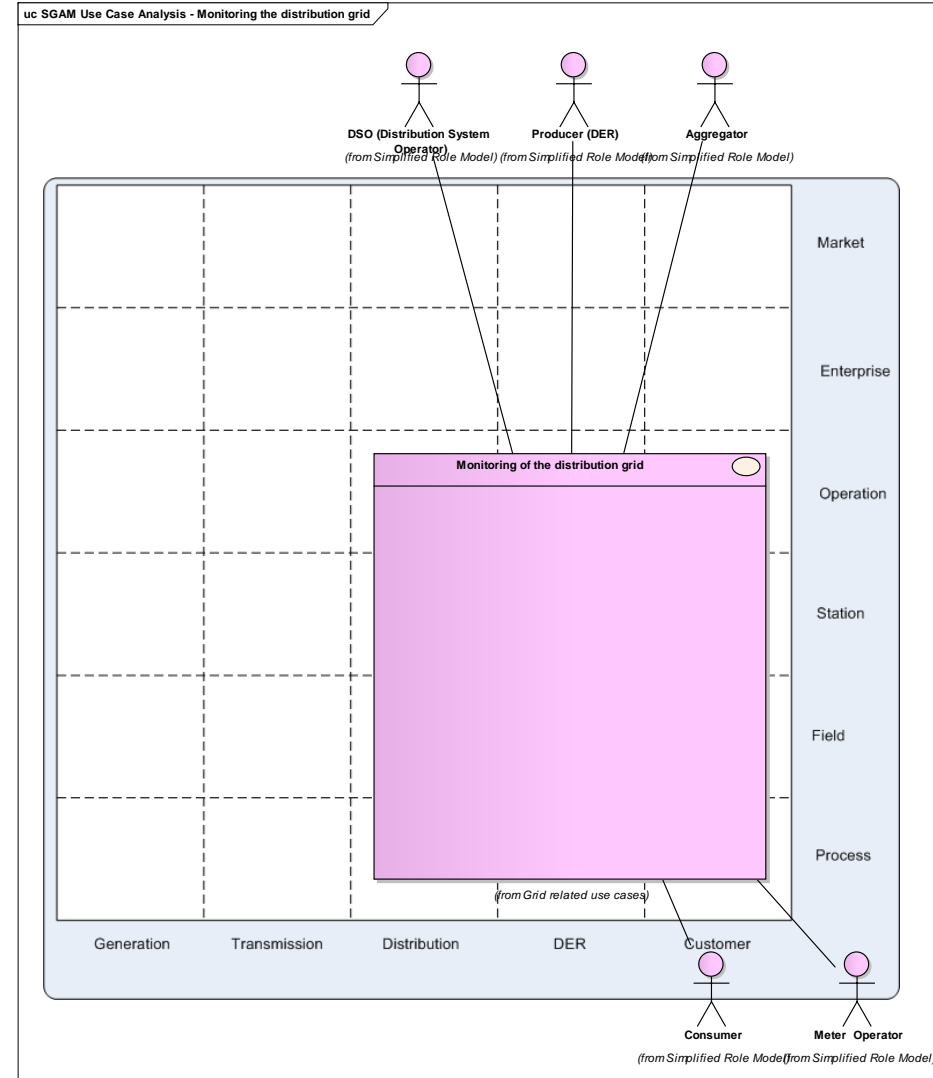 uc SGAM Use Case Analysis - Monitoring the distribution grid
DSO (Distribution System
Operator)
(from Simplified Role Model)
Producer (DER)
(from Simplified Role Model)
Aggregator
(from Simplified Role Model)
Market
Enterprise
Monitoring of the distribution grid
Operation
Station
Field
Process
(from Grid related use cases)
Generation
Transmission
Distribution
DER
Customer
Consumer
(from Simplified Role Model)
Meter Operator
(from Simplified Role Model)